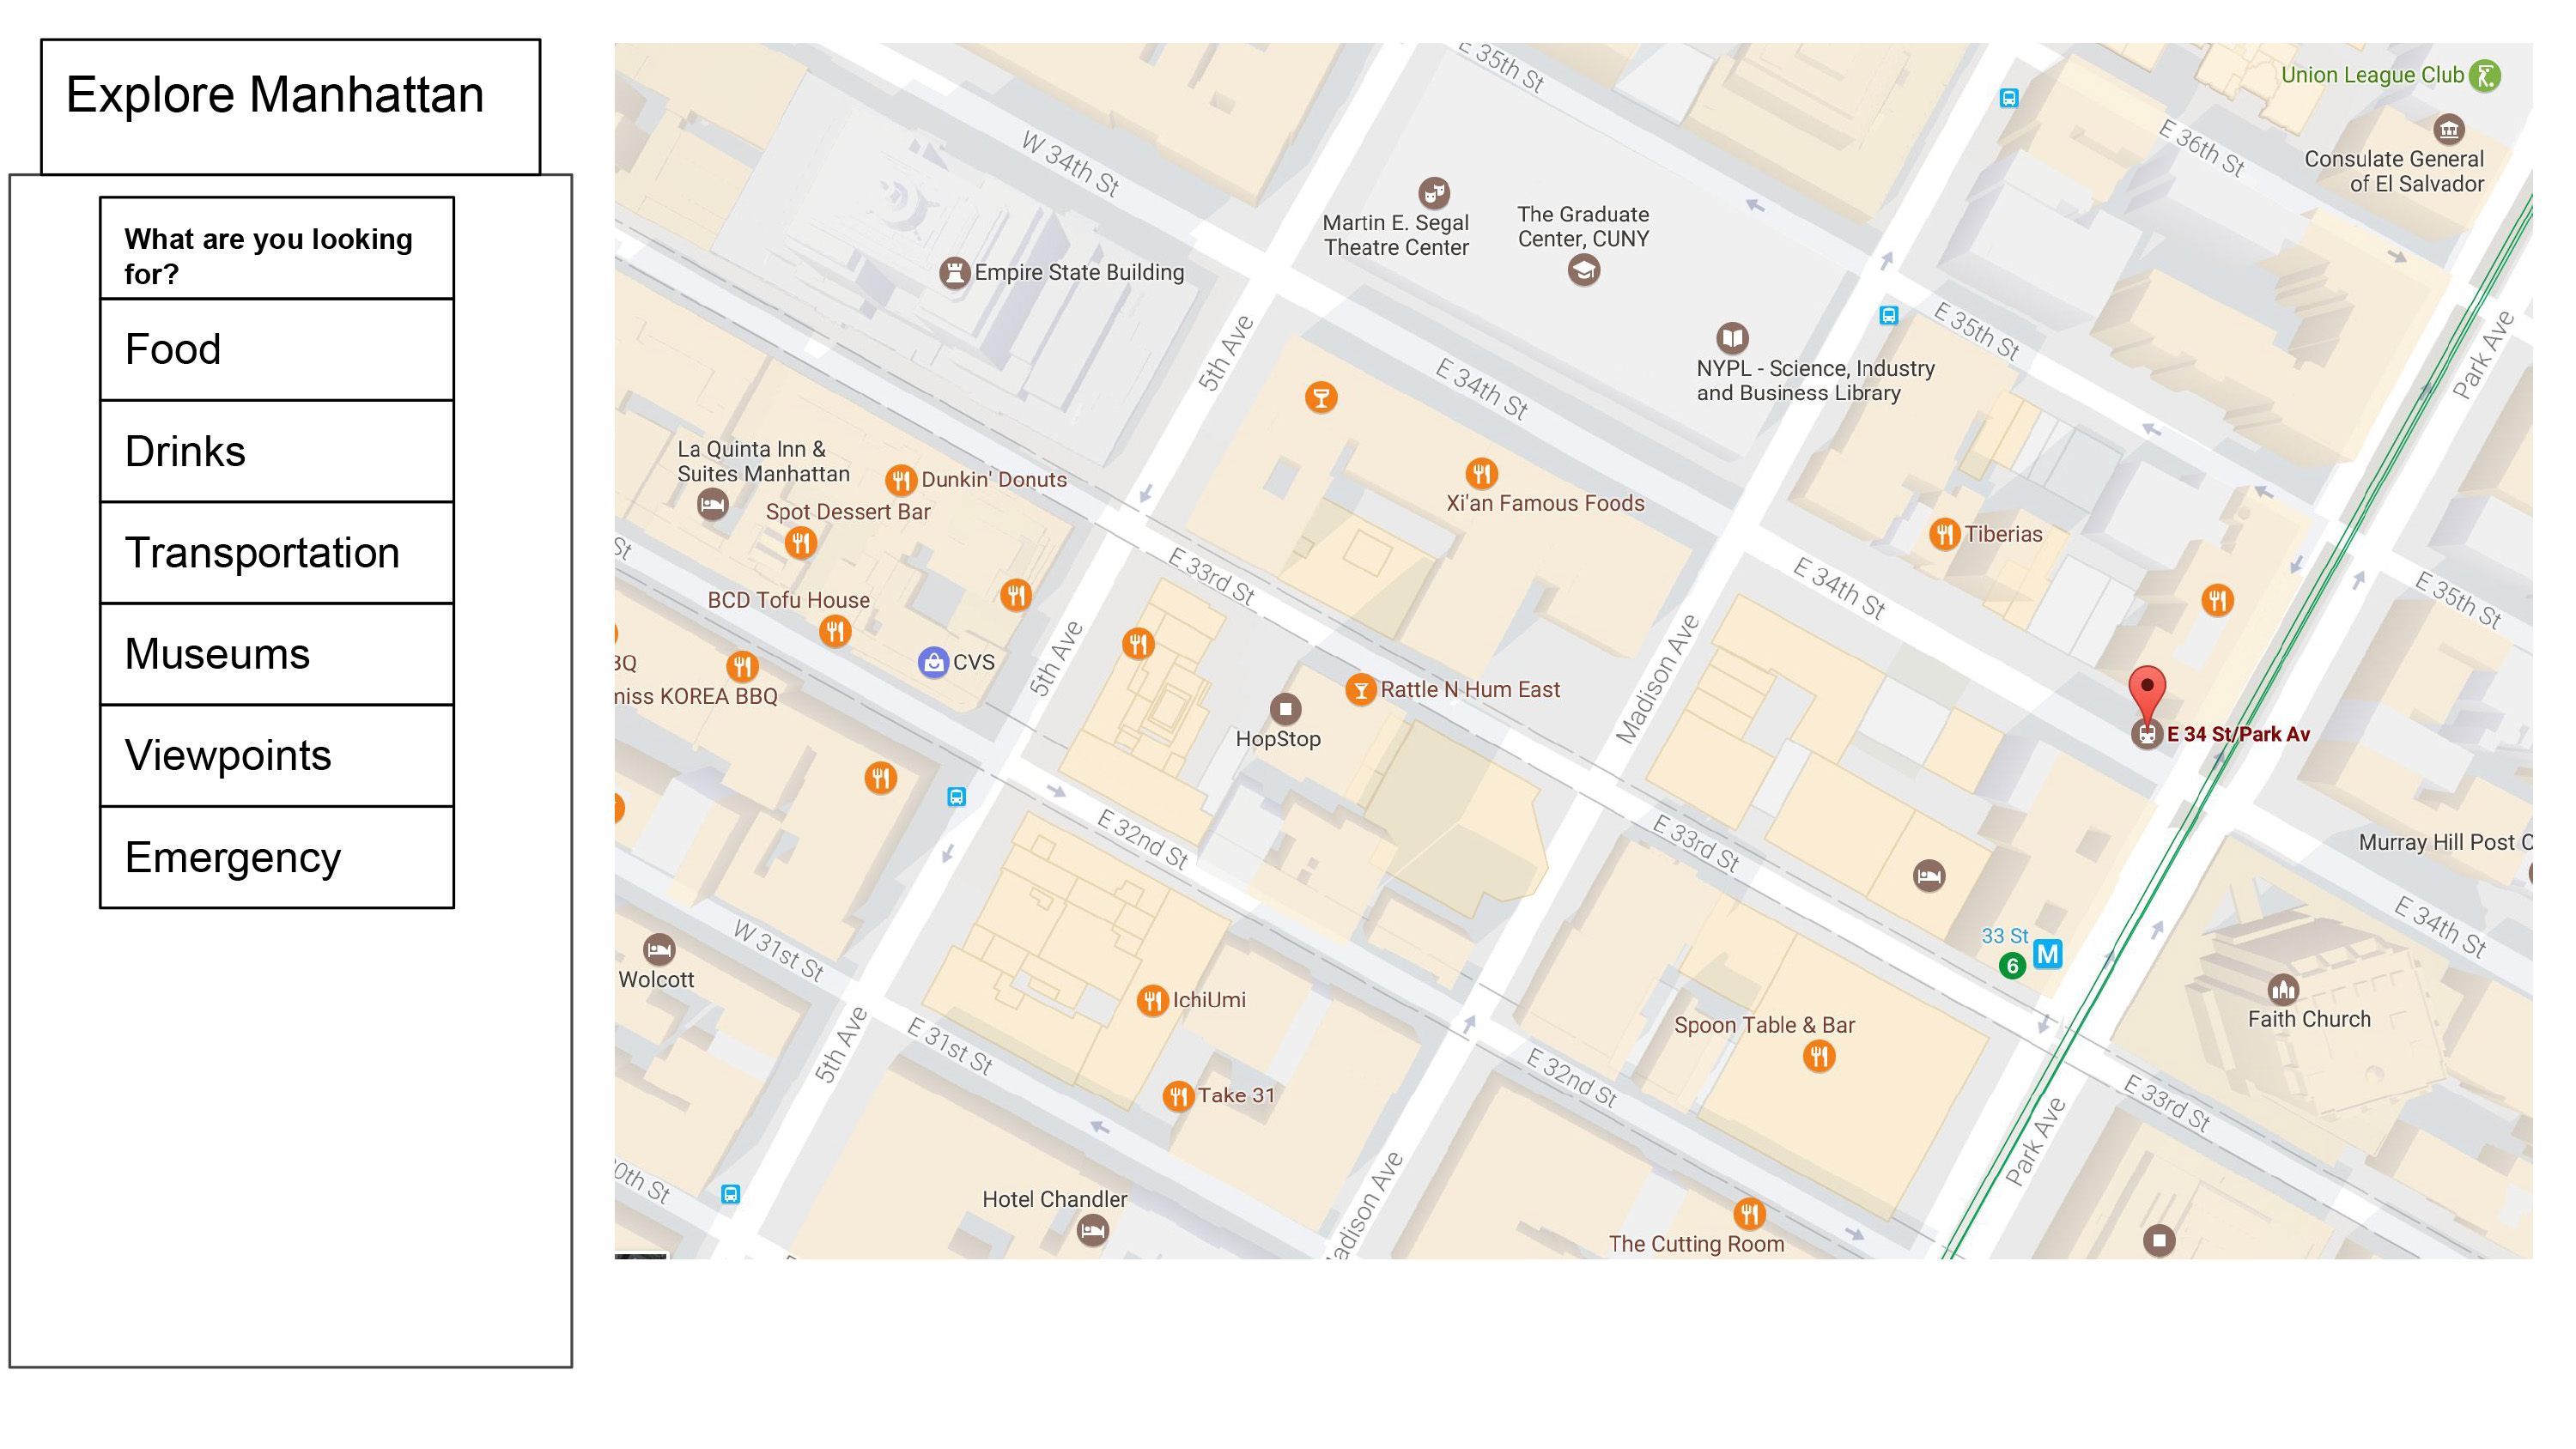 Explore Manhattan
What are you looking
for?
Food
Drinks
Transportation
Museums
Viewpoints
Emergency
E 35th St
Union League Club
W 34th St
E 36th St
Consulate General
of El Salvador
Martin E. Segal
Theatre Center
The Graduate
Center, CUNY
Empire State Building
5th Ave
E 35th St
Park Ave
NYPL - Science, Industry
and Business Library
E 34th St
La Quinta Inn &
Suites Manhattan
Dunkin' Donuts
Spot Dessert Bar
Xi'an Famous Foods
Tiberias
St
E 33rd St
E 34th St
E 35th St
BCD Tofu House
5th Ave
CVS
BQ
miss KOREA BBQ
Rattle N Hum East
Madison Ave
HopStop
E 34 St/Park Av
E 32nd St
E 33rd St
Murray Hill Post
W 31st St
E 34th St
33 St
6
M
Wolcott
IchiUmi
Faith Church
5th Ave
E 31st St
Spoon Table & Bar
E 32nd St
Take 31
E 33rd St
Park Ave
0th St
Hotel Chandler
adison Ave
The Cutting Room